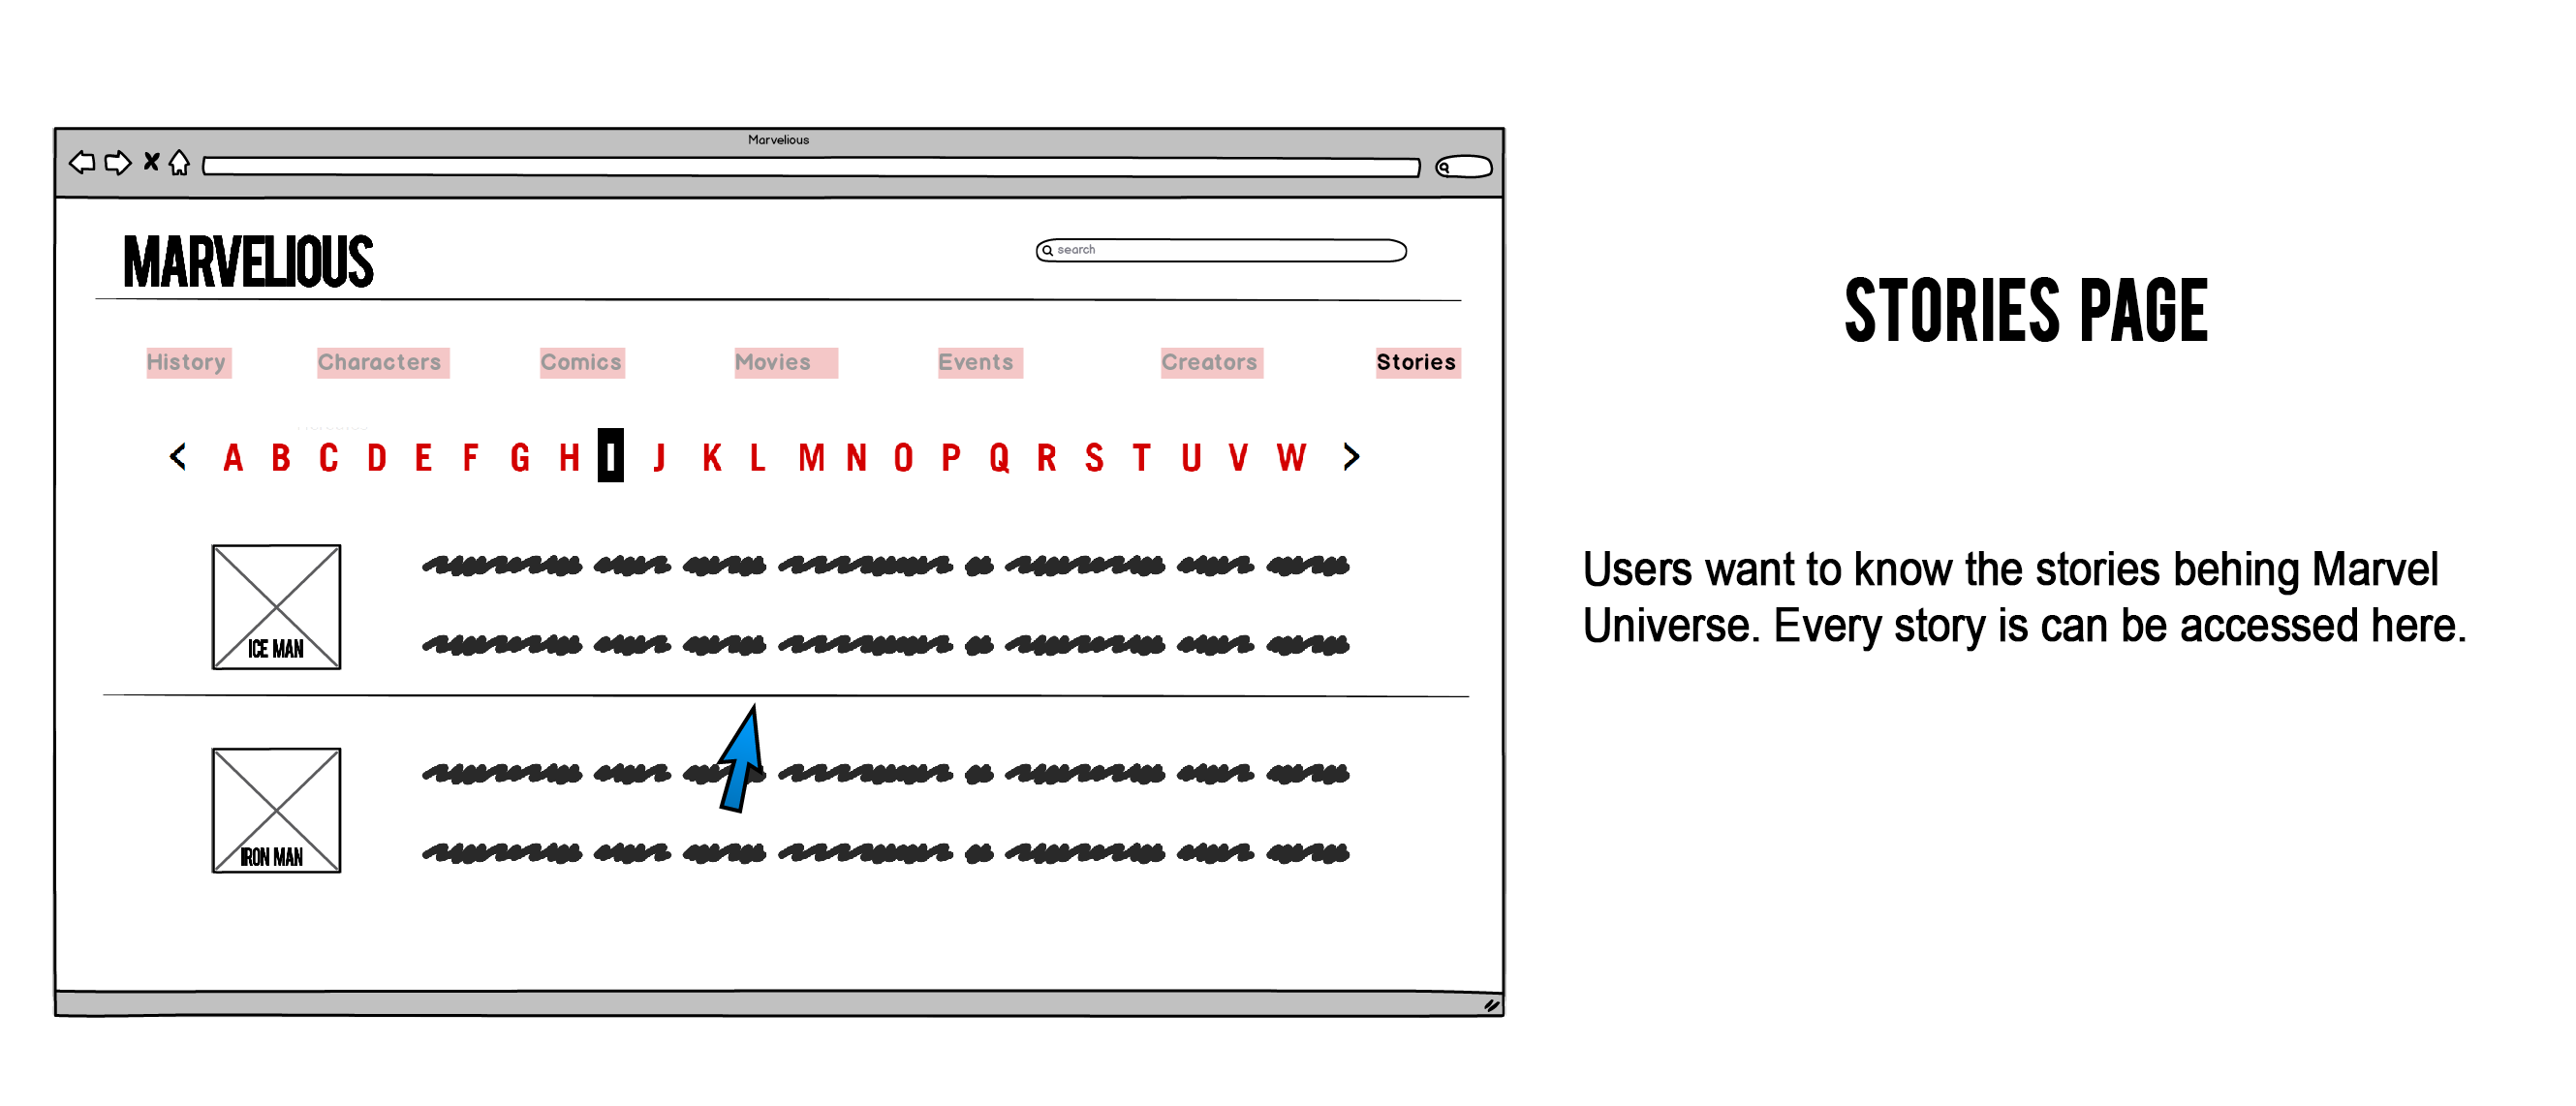 Marvelious
MARVELIOUS
search
STORIES PAGE
History Characters Comics Movies Events Creators Stories
< A B C D E F G H I J K L M N O P Q R S T U V W >
Users want to know the stories behing Marvel
Universe. Every story is can be accessed here.
ICE MAN
IRON MAN